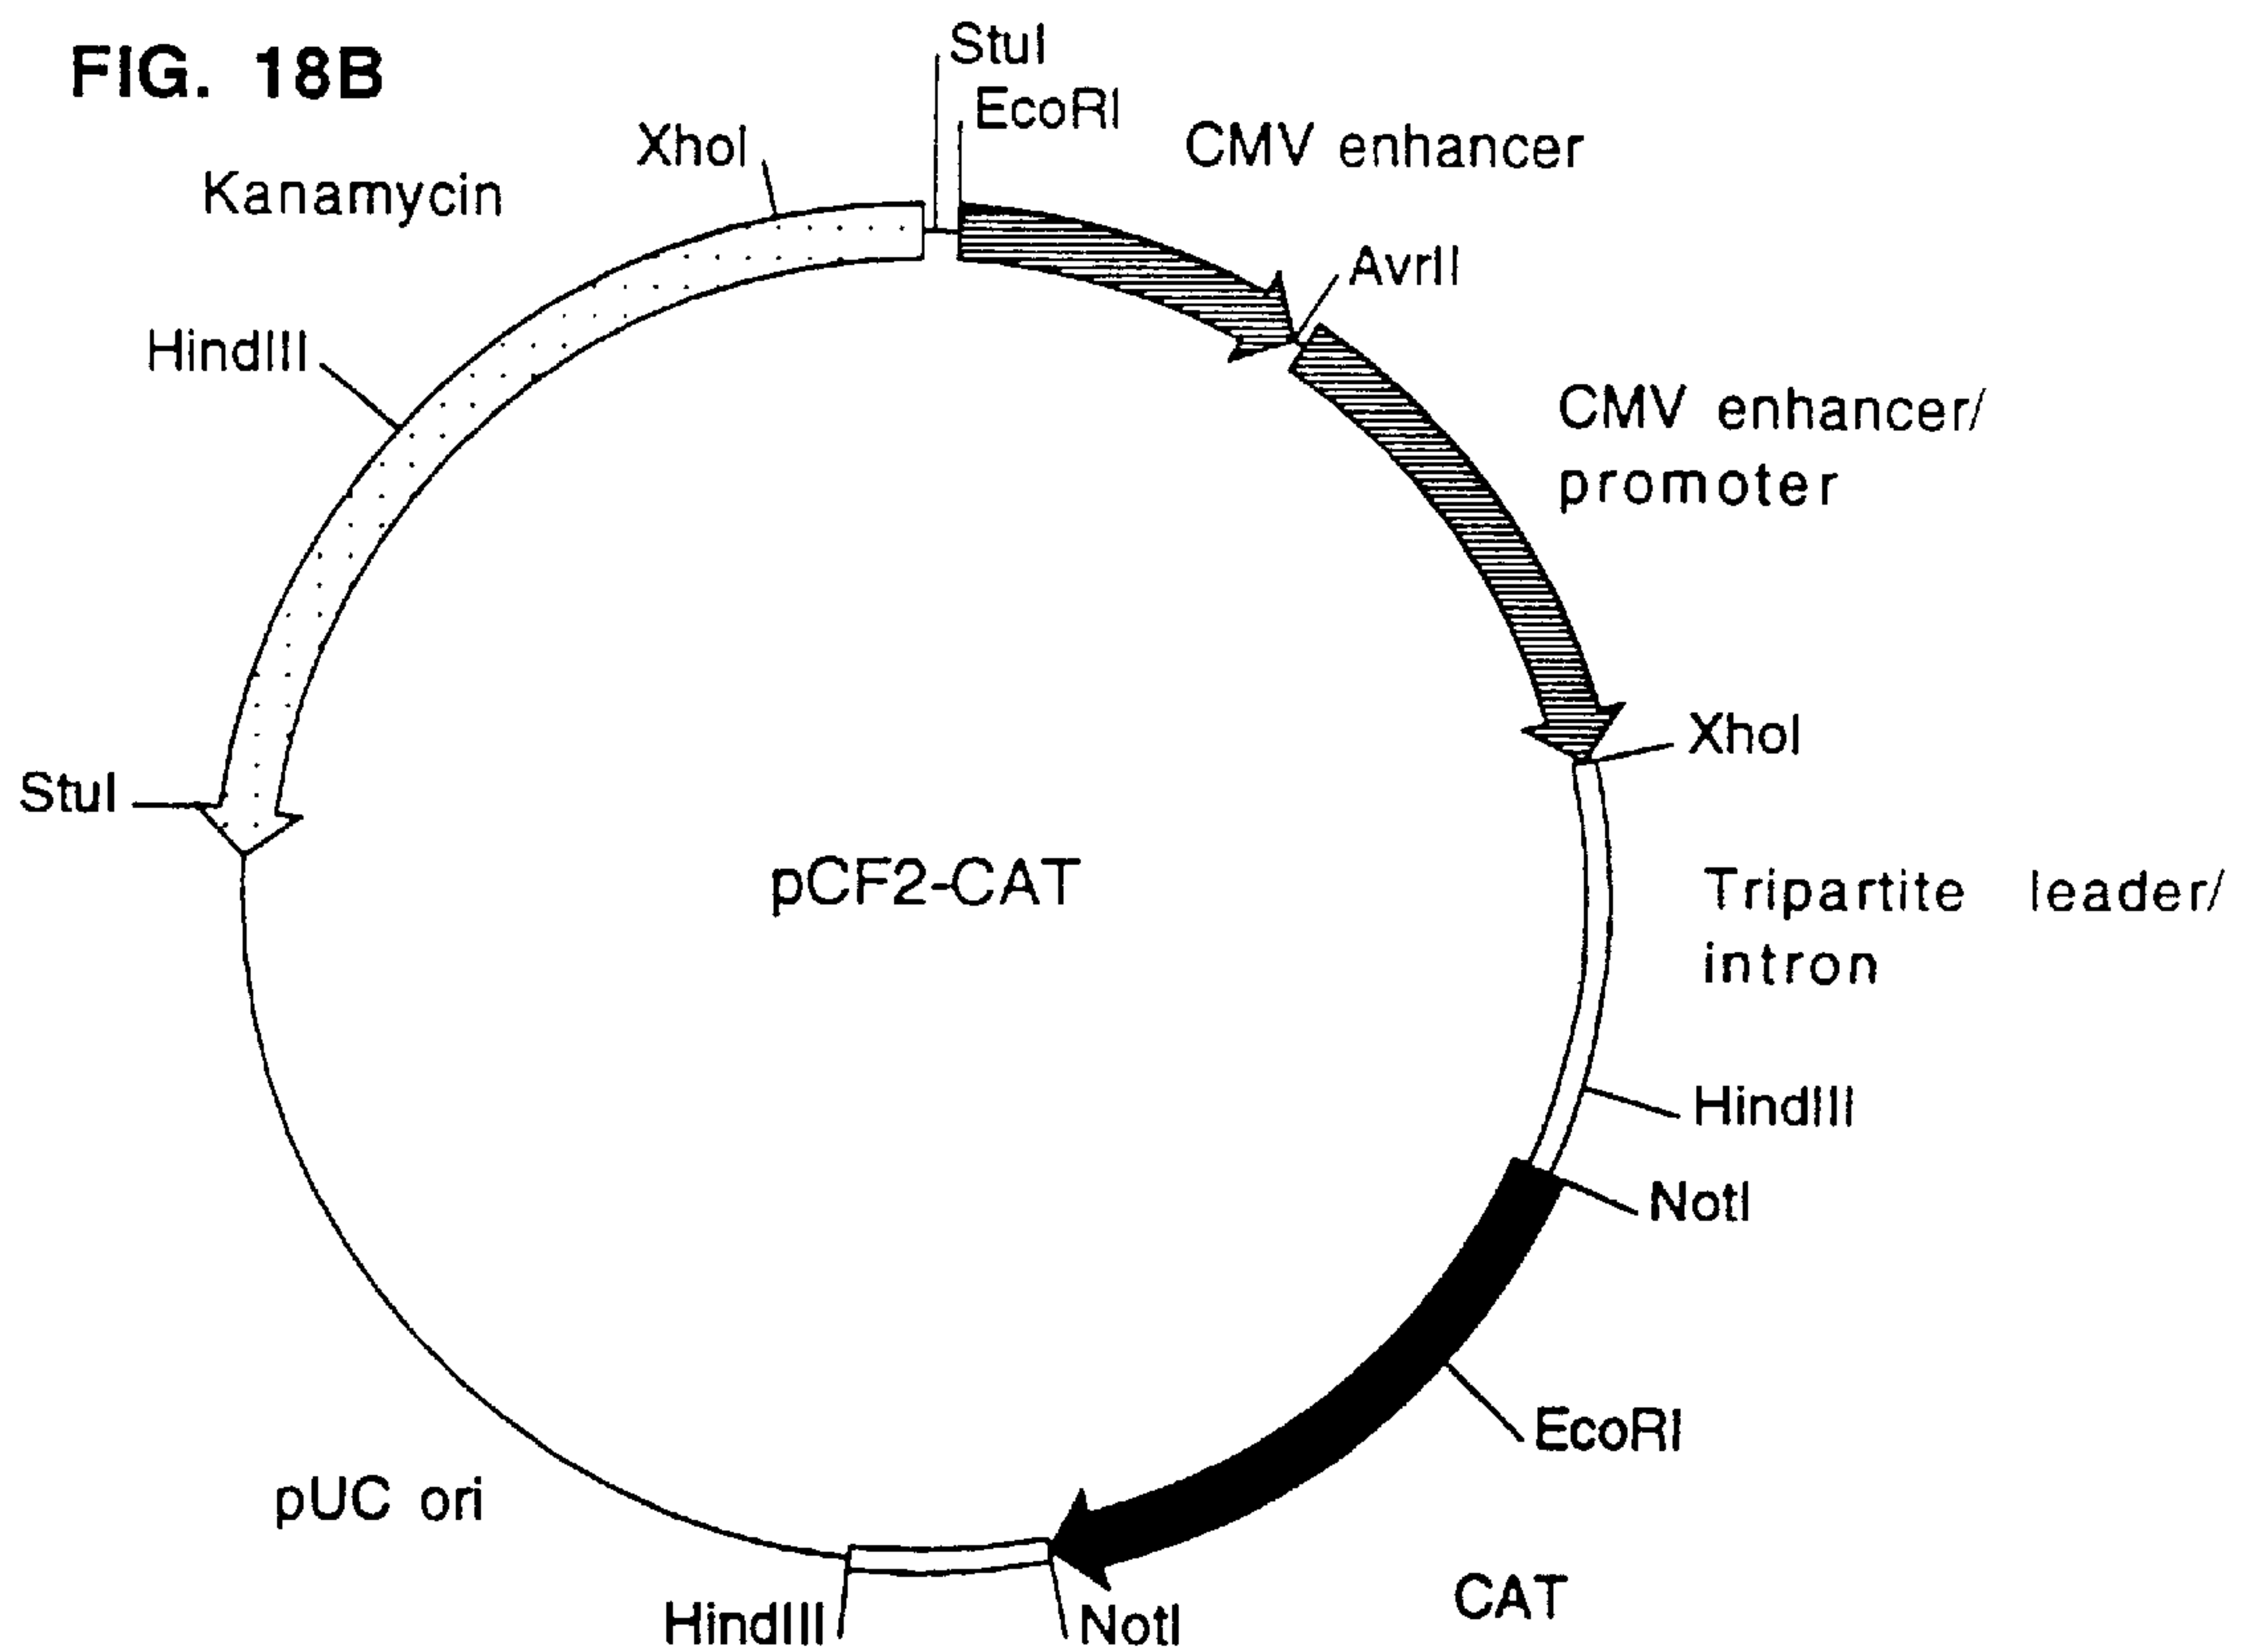 FIG. 18B
StuI
EcoRI
CMV enhancer
XhoI
Kanamycin
AvrII
HindIII
CMV enhancer/
promoter
XhoI
StuI
pCF2-CAT
Tripartite leader/
intron
HindIII
NotI
EcoRI
pUC ori
CAT
HindIII
NotI